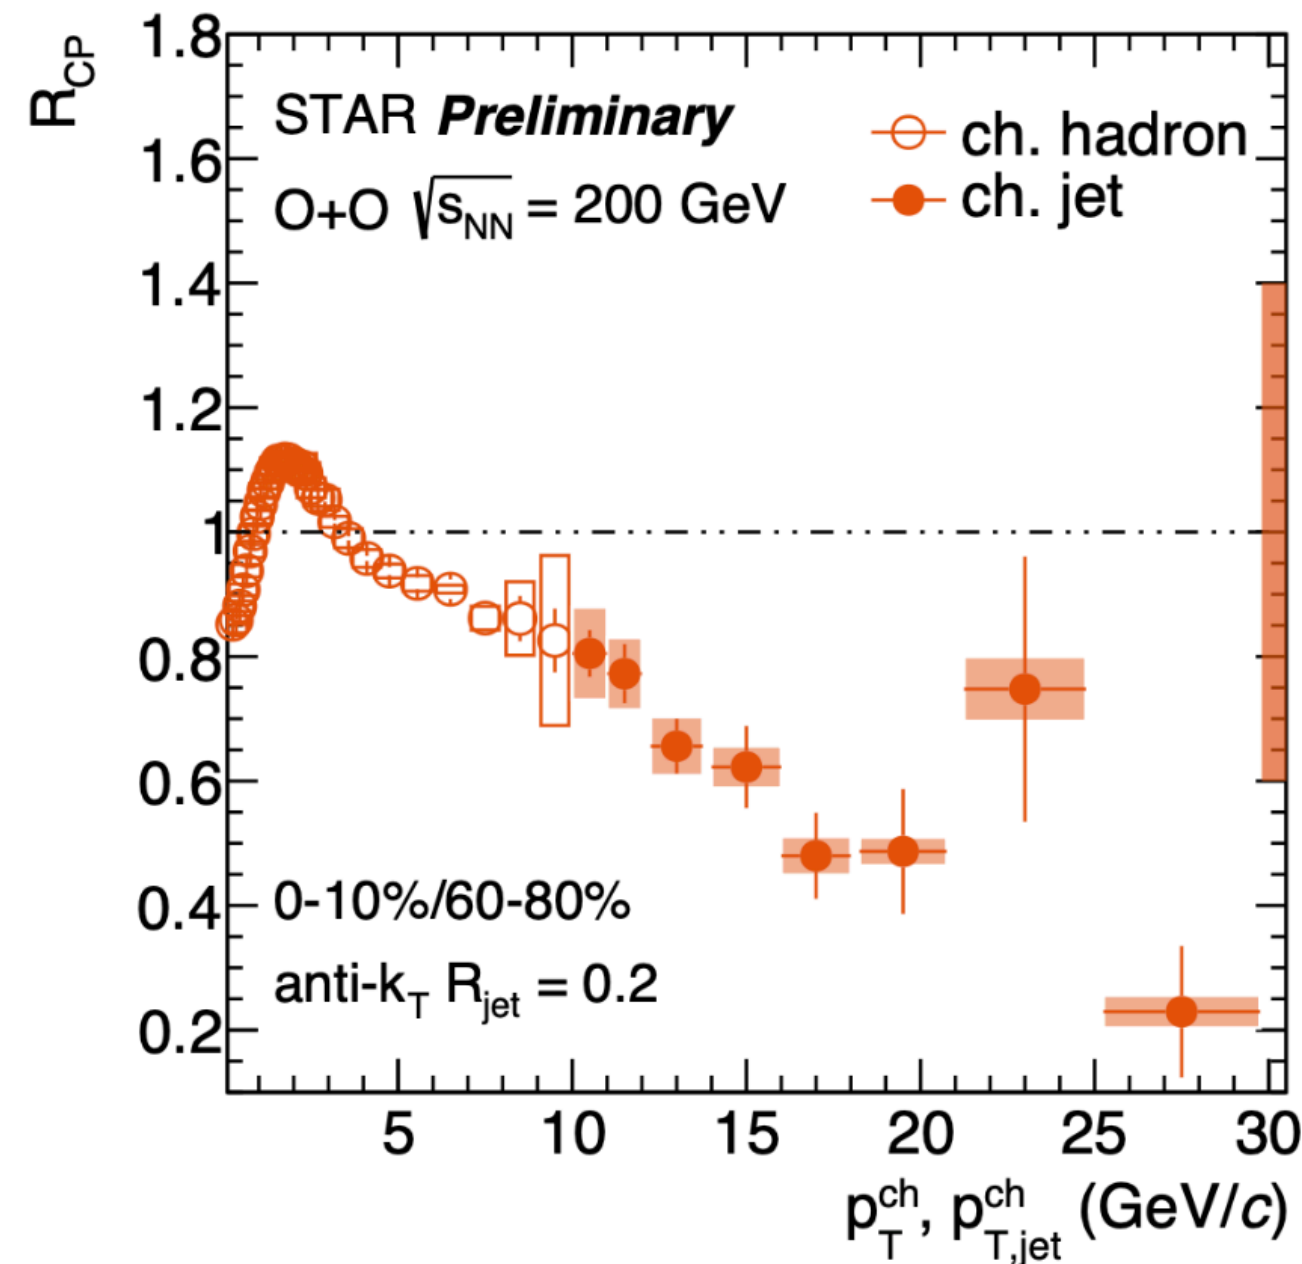 R_CP
1.8
1.6
1.4
1.2
1
0.8
0.6
0.4
0.2
STAR Preliminary
O+O √s_NN = 200 GeV
ch. hadron
ch. jet
0-10%/60-80%
anti-k_T R_jet = 0.2
5 10 15 20 25 30
p_T^ch, p_T,jet^ch (GeV/c)